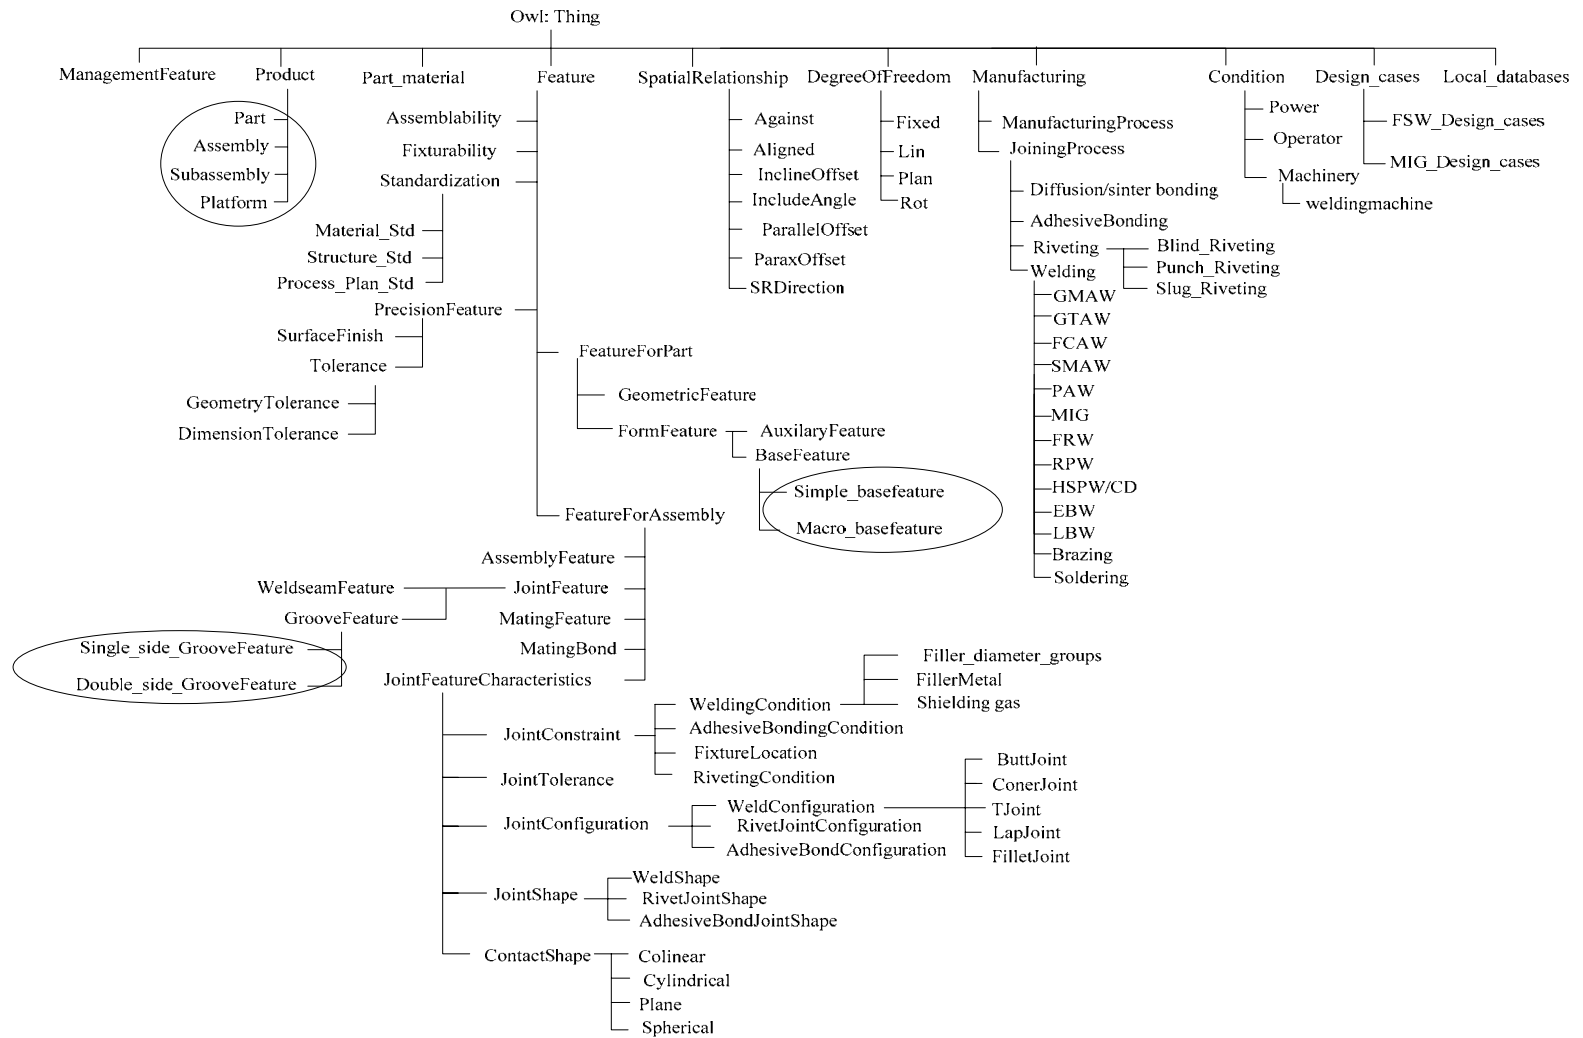 Owl: Thing
ManagementFeature
Product
Part_material
Feature
SpatialRelationship
DegreeOfFreedom
Manufacturing
Condition
Design_cases
Local_databases
Part
Assembly
Subassembly
Platform
Assemblability
Fixturability
Standardization
Material_Std
Structure_Std
Process_Plan_Std
PrecisionFeature
SurfaceFinish
Tolerance
GeometryTolerance
DimensionTolerance
FeatureForPart
GeometricFeature
FormFeature
AuxilaryFeature
BaseFeature
Simple_basefeature
Macro_basefeature
FeatureForAssembly
AssemblyFeature
JointFeature
WeldseamFeature
GrooveFeature
Single_side_GrooveFeature
Double_side_GrooveFeature
MatingFeature
MatingBond
JointFeatureCharacteristics
JointConstraint
WeldingCondition
Filler_diameter_groups
FillerMetal
Shielding gas
AdhesiveBondingCondition
FixtureLocation
RivetingCondition
JointTolerance
JointConfiguration
WeldConfiguration
ButtJoint
ConerJoint
TJoint
LapJoint
FilletJoint
RivetJointConfiguration
AdhesiveBondConfiguration
JointShape
WeldShape
RivetJointShape
AdhesiveBondJointShape
ContactShape
Colinear
Cylindrical
Plane
Spherical
Against
Aligned
InclineOffset
IncludeAngle
ParallelOffset
ParaxOffset
SRDirection
Fixed
Lin
Plan
Rot
ManufacturingProcess
JoiningProcess
Diffusion/sinter bonding
AdhesiveBonding
Riveting
Blind_Riveting
Punch_Riveting
Slug_Riveting
Welding
GMAW
GTAW
FCAW
SMAW
PAW
MIG
FRW
RPW
HSPW/CD
EBW
LBW
Brazing
Soldering
Power
Operator
Machinery
weldingmachine
FSW_Design_cases
MIG_Design_cases